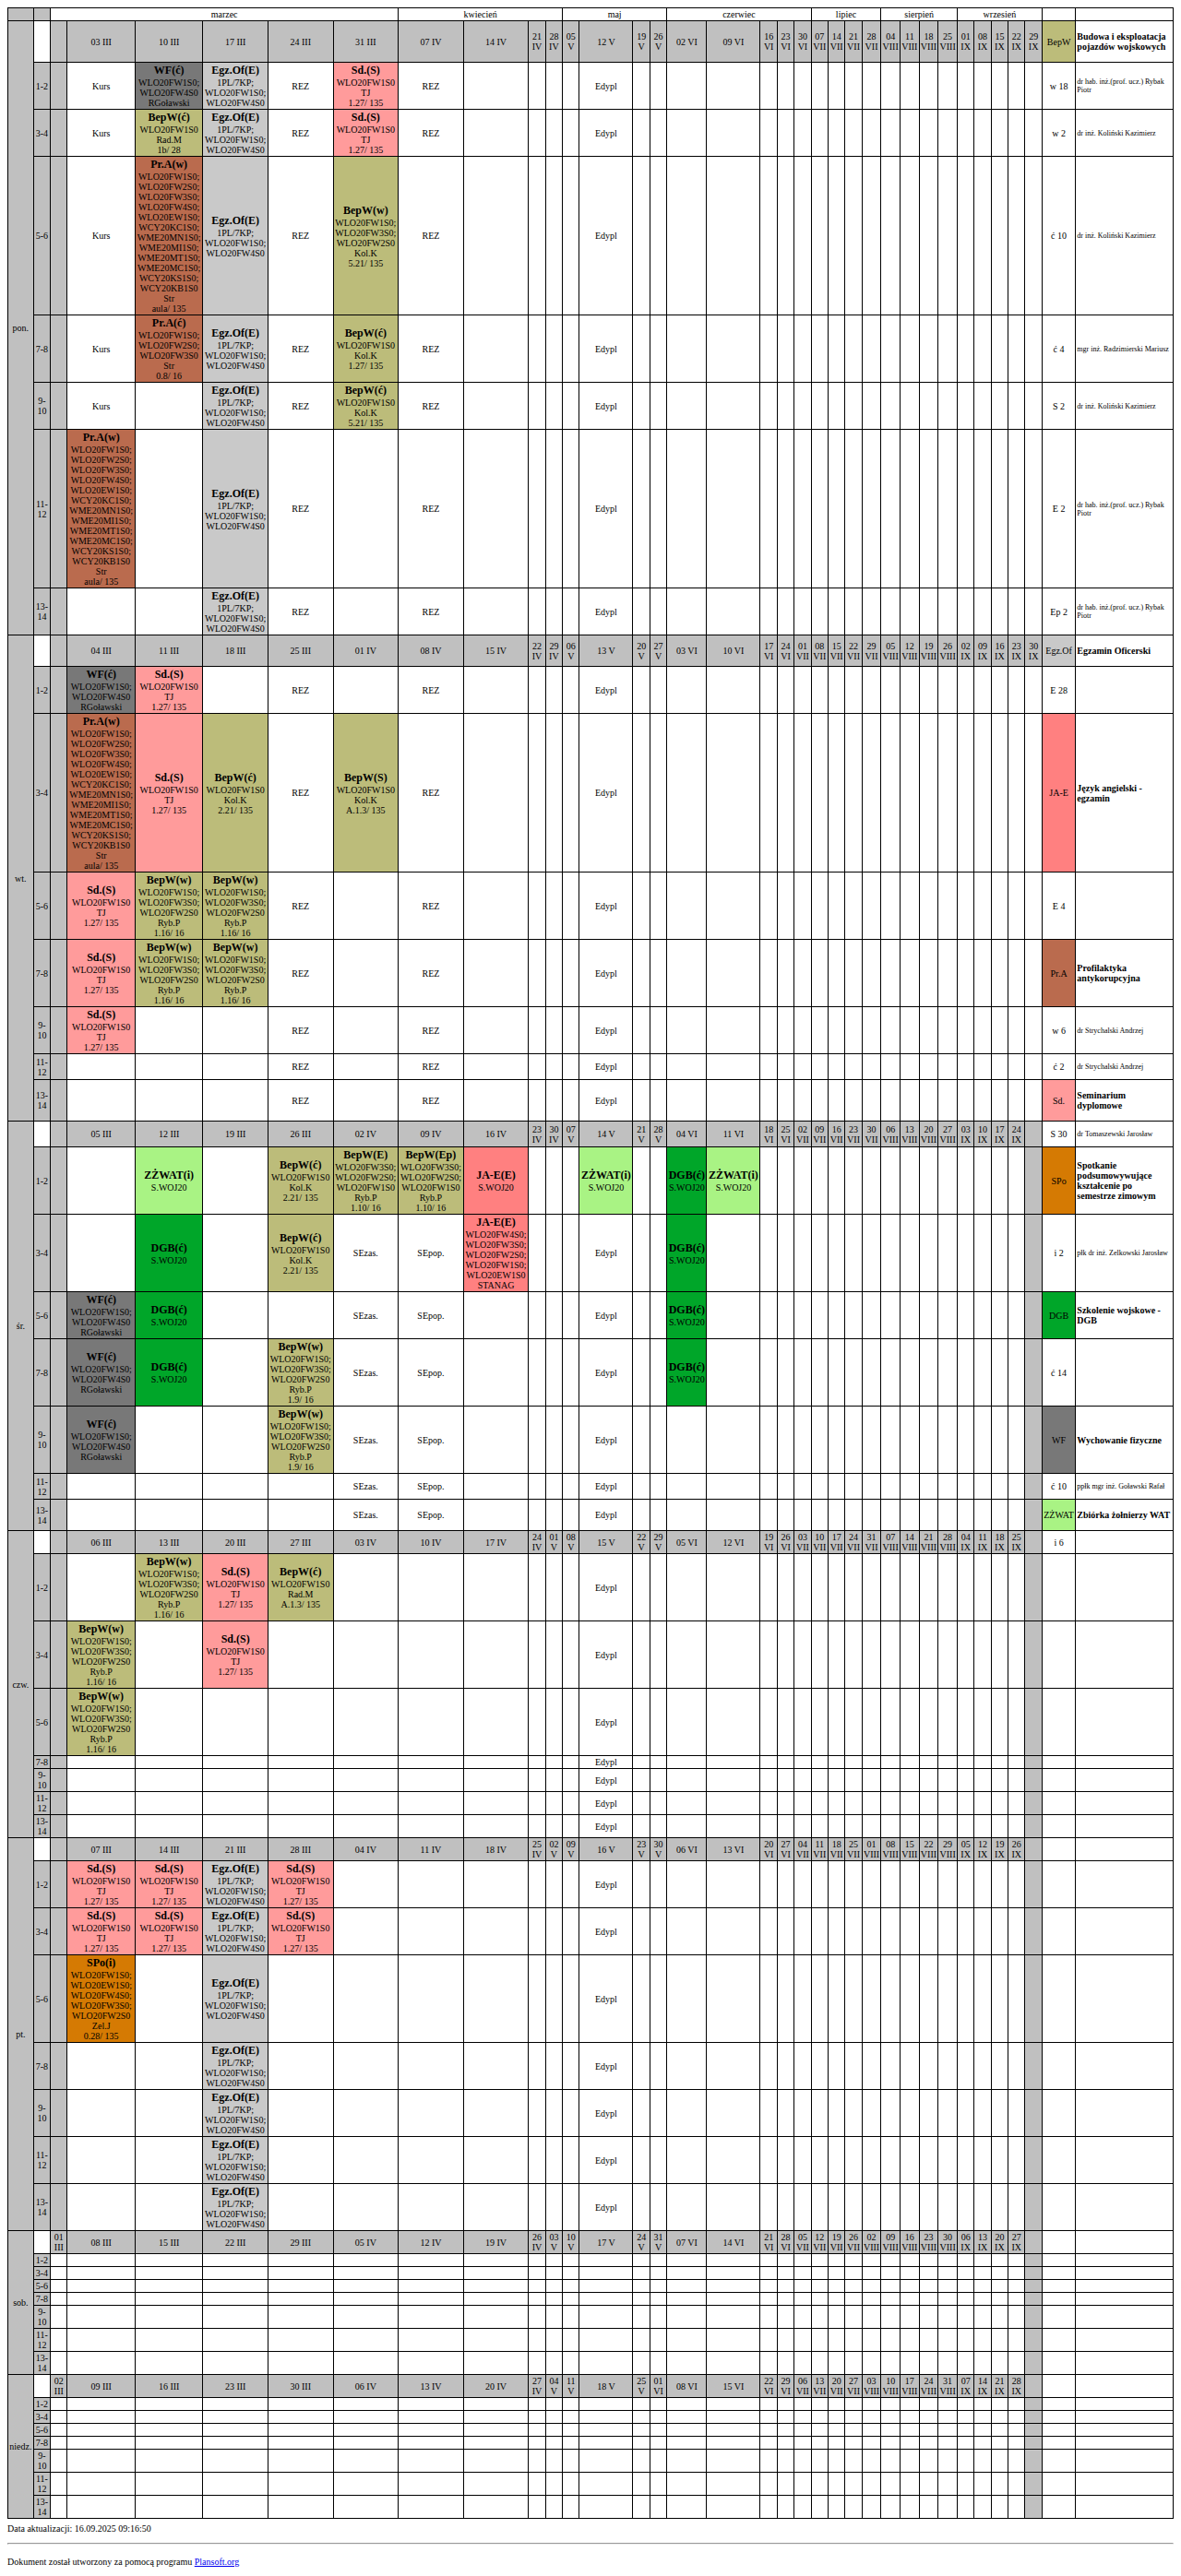 marzec kwiecień maj czerwiec lipiec sierpień wrzesień
03 III 10 III 17 III 24 III 31 III 07 IV 14 IV 21 IV 28 IV 05 V 12 V 19 V 26 V 02 VI 09 VI 16 VI 23 VI 30 VI 07 VII 14 VII 21 VII 28 VII 04 VIII 11 VIII 18 VIII 25 VIII 01 IX 08 IX 15 IX 22 IX 29 IX BepW Budowa i eksploatacja pojazdów wojskowych
pon.
1-2 Kurs WF(ć) WLO20FW1S0; WLO20FW4S0 RGoławski Egz.Of(E) 1PL/7KP; WLO20FW1S0; WLO20FW4S0 REZ Sd.(S) WLO20FW1S0 TJ 1.27/ 135 REZ Edypl w 18 dr hab. inż.(prof. ucz.) Rybak Piotr
3-4 Kurs BepW(ć) WLO20FW1S0 Rad.M 1b/ 28 Egz.Of(E) 1PL/7KP; WLO20FW1S0; WLO20FW4S0 REZ Sd.(S) WLO20FW1S0 TJ 1.27/ 135 REZ Edypl w 2 dr inż. Koliński Kazimierz
5-6 Kurs Pr.A(w) WLO20FW1S0; WLO20FW2S0; WLO20FW3S0; WLO20FW4S0; WLO20EW1S0; WCY20KC1S0; WME20MN1S0; WME20MI1S0; WME20MT1S0; WME20MC1S0; WCY20KS1S0; WCY20KB1S0 Str aula/ 135 Egz.Of(E) 1PL/7KP; WLO20FW1S0; WLO20FW4S0 REZ BepW(w) WLO20FW1S0; WLO20FW3S0; WLO20FW2S0 Kol.K 5.21/ 135 REZ Edypl ć 10 dr inż. Koliński Kazimierz
7-8 Kurs Pr.A(ć) WLO20FW1S0; WLO20FW2S0; WLO20FW3S0 Str 0.8/ 16 Egz.Of(E) 1PL/7KP; WLO20FW1S0; WLO20FW4S0 REZ BepW(ć) WLO20FW1S0 Kol.K 1.27/ 135 REZ Edypl ć 4 mgr inż. Radzimierski Mariusz
9-10 Kurs Egz.Of(E) 1PL/7KP; WLO20FW1S0; WLO20FW4S0 REZ BepW(ć) WLO20FW1S0 Kol.K 5.21/ 135 REZ Edypl S 2 dr inż. Koliński Kazimierz
11-12 Pr.A(w) WLO20FW1S0; WLO20FW2S0; WLO20FW3S0; WLO20FW4S0; WLO20EW1S0; WCY20KC1S0; WME20MN1S0; WME20MI1S0; WME20MT1S0; WME20MC1S0; WCY20KS1S0; WCY20KB1S0 Str aula/ 135 Egz.Of(E) 1PL/7KP; WLO20FW1S0; WLO20FW4S0 REZ REZ Edypl E 2 dr hab. inż.(prof. ucz.) Rybak Piotr
13-14 Egz.Of(E) 1PL/7KP; WLO20FW1S0; WLO20FW4S0 REZ REZ Edypl Ep 2 dr hab. inż.(prof. ucz.) Rybak Piotr
04 III 11 III 18 III 25 III 01 IV 08 IV 15 IV 22 IV 29 IV 06 V 13 V 20 V 27 V 03 VI 10 VI 17 VI 24 VI 01 VII 08 VII 15 VII 22 VII 29 VII 05 VIII 12 VIII 19 VIII 26 VIII 02 IX 09 IX 16 IX 23 IX 30 IX Egz.Of Egzamin Oficerski
wt.
1-2 WF(ć) WLO20FW1S0; WLO20FW4S0 RGoławski Sd.(S) WLO20FW1S0 TJ 1.27/ 135 REZ REZ Edypl E 28
3-4 Pr.A(w) WLO20FW1S0; WLO20FW2S0; WLO20FW3S0; WLO20FW4S0; WLO20EW1S0; WCY20KC1S0; WME20MN1S0; WME20MI1S0; WME20MT1S0; WME20MC1S0; WCY20KS1S0; WCY20KB1S0 Str aula/ 135 Sd.(S) WLO20FW1S0 TJ 1.27/ 135 BepW(ć) WLO20FW1S0 Kol.K 2.21/ 135 REZ BepW(S) WLO20FW1S0 Kol.K A.1.3/ 135 REZ Edypl JA-E Język angielski - egzamin
5-6 Sd.(S) WLO20FW1S0 TJ 1.27/ 135 BepW(w) WLO20FW1S0; WLO20FW3S0; WLO20FW2S0 Ryb.P 1.16/ 16 BepW(w) WLO20FW1S0; WLO20FW3S0; WLO20FW2S0 Ryb.P 1.16/ 16 REZ REZ Edypl E 4
7-8 Sd.(S) WLO20FW1S0 TJ 1.27/ 135 BepW(w) WLO20FW1S0; WLO20FW3S0; WLO20FW2S0 Ryb.P 1.16/ 16 BepW(w) WLO20FW1S0; WLO20FW3S0; WLO20FW2S0 Ryb.P 1.16/ 16 REZ REZ Edypl Pr.A Profilaktyka antykorupcyjna
9-10 Sd.(S) WLO20FW1S0 TJ 1.27/ 135 REZ REZ Edypl w 6 dr Strychalski Andrzej
11-12 REZ REZ Edypl ć 2 dr Strychalski Andrzej
13-14 REZ REZ Edypl Sd. Seminarium dyplomowe
05 III 12 III 19 III 26 III 02 IV 09 IV 16 IV 23 IV 30 IV 07 V 14 V 21 V 28 V 04 VI 11 VI 18 VI 25 VI 02 VII 09 VII 16 VII 23 VII 30 VII 06 VIII 13 VIII 20 VIII 27 VIII 03 IX 10 IX 17 IX 24 IX S 30 dr Tomaszewski Jarosław
śr.
1-2 ZŻWAT(i) S.WOJ20 BepW(ć) WLO20FW1S0 Kol.K 2.21/ 135 BepW(E) WLO20FW3S0; WLO20FW2S0; WLO20FW1S0 Ryb.P 1.10/ 16 BepW(Ep) WLO20FW3S0; WLO20FW2S0; WLO20FW1S0 Ryb.P 1.10/ 16 JA-E(E) S.WOJ20 ZŻWAT(i) S.WOJ20 DGB(ć) S.WOJ20 ZŻWAT(i) S.WOJ20 SPo Spotkanie podsumowywujące kształcenie po semestrze zimowym
3-4 DGB(ć) S.WOJ20 BepW(ć) WLO20FW1S0 Kol.K 2.21/ 135 SEzas. SEpop. JA-E(E) WLO20FW4S0; WLO20FW3S0; WLO20FW2S0; WLO20FW1S0; WLO20EW1S0 STANAG Edypl DGB(ć) S.WOJ20 i 2 płk dr inż. Zelkowski Jarosław
5-6 WF(ć) WLO20FW1S0; WLO20FW4S0 RGoławski DGB(ć) S.WOJ20 SEzas. SEpop. Edypl DGB(ć) S.WOJ20 DGB Szkolenie wojskowe - DGB
7-8 WF(ć) WLO20FW1S0; WLO20FW4S0 RGoławski DGB(ć) S.WOJ20 BepW(w) WLO20FW1S0; WLO20FW3S0; WLO20FW2S0 Ryb.P 1.9/ 16 SEzas. SEpop. Edypl DGB(ć) S.WOJ20 ć 14
9-10 WF(ć) WLO20FW1S0; WLO20FW4S0 RGoławski BepW(w) WLO20FW1S0; WLO20FW3S0; WLO20FW2S0 Ryb.P 1.9/ 16 SEzas. SEpop. Edypl WF Wychowanie fizyczne
11-12 SEzas. SEpop. Edypl ć 10 ppłk mgr inż. Goławski Rafał
13-14 SEzas. SEpop. Edypl ZŻWAT Zbiórka żołnierzy WAT
06 III 13 III 20 III 27 III 03 IV 10 IV 17 IV 24 IV 01 V 08 V 15 V 22 V 29 V 05 VI 12 VI 19 VI 26 VI 03 VII 10 VII 17 VII 24 VII 31 VII 07 VIII 14 VIII 21 VIII 28 VIII 04 IX 11 IX 18 IX 25 IX i 6
czw.
1-2 BepW(w) WLO20FW1S0; WLO20FW3S0; WLO20FW2S0 Ryb.P 1.16/ 16 Sd.(S) WLO20FW1S0 TJ 1.27/ 135 BepW(ć) WLO20FW1S0 Rad.M A.1.3/ 135 Edypl
3-4 BepW(w) WLO20FW1S0; WLO20FW3S0; WLO20FW2S0 Ryb.P 1.16/ 16 Sd.(S) WLO20FW1S0 TJ 1.27/ 135 Edypl
5-6 BepW(w) WLO20FW1S0; WLO20FW3S0; WLO20FW2S0 Ryb.P 1.16/ 16 Edypl
7-8 Edypl
9-10 Edypl
11-12 Edypl
13-14 Edypl
07 III 14 III 21 III 28 III 04 IV 11 IV 18 IV 25 IV 02 V 09 V 16 V 23 V 30 V 06 VI 13 VI 20 VI 27 VI 04 VII 11 VII 18 VII 25 VII 01 VIII 08 VIII 15 VIII 22 VIII 29 VIII 05 IX 12 IX 19 IX 26 IX
pt.
1-2 Sd.(S) WLO20FW1S0 TJ 1.27/ 135 Sd.(S) WLO20FW1S0 TJ 1.27/ 135 Egz.Of(E) 1PL/7KP; WLO20FW1S0; WLO20FW4S0 Sd.(S) WLO20FW1S0 TJ 1.27/ 135 Edypl
3-4 Sd.(S) WLO20FW1S0 TJ 1.27/ 135 Sd.(S) WLO20FW1S0 TJ 1.27/ 135 Egz.Of(E) 1PL/7KP; WLO20FW1S0; WLO20FW4S0 Sd.(S) WLO20FW1S0 TJ 1.27/ 135 Edypl
5-6 SPo(i) WLO20FW1S0; WLO20EW1S0; WLO20FW4S0; WLO20FW3S0; WLO20FW2S0 Zel.J 0.28/ 135 Egz.Of(E) 1PL/7KP; WLO20FW1S0; WLO20FW4S0 Edypl
7-8 Egz.Of(E) 1PL/7KP; WLO20FW1S0; WLO20FW4S0 Edypl
9-10 Egz.Of(E) 1PL/7KP; WLO20FW1S0; WLO20FW4S0 Edypl
11-12 Egz.Of(E) 1PL/7KP; WLO20FW1S0; WLO20FW4S0 Edypl
13-14 Egz.Of(E) 1PL/7KP; WLO20FW1S0; WLO20FW4S0 Edypl
01 III 08 III 15 III 22 III 29 III 05 IV 12 IV 19 IV 26 IV 03 V 10 V 17 V 24 V 31 V 07 VI 14 VI 21 VI 28 VI 05 VII 12 VII 19 VII 26 VII 02 VIII 09 VIII 16 VIII 23 VIII 30 VIII 06 IX 13 IX 20 IX 27 IX
sob.
1-2
3-4
5-6
7-8
9-10
11-12
13-14
02 III 09 III 16 III 23 III 30 III 06 IV 13 IV 20 IV 27 IV 04 V 11 V 18 V 25 V 01 VI 08 VI 15 VI 22 VI 29 VI 06 VII 13 VII 20 VII 27 VII 03 VIII 10 VIII 17 VIII 24 VIII 31 VIII 07 IX 14 IX 21 IX 28 IX
niedz.
1-2
3-4
5-6
7-8
9-10
11-12
13-14
Data aktualizacji: 16.09.2025 09:16:50
Dokument został utworzony za pomocą programu Plansoft.org